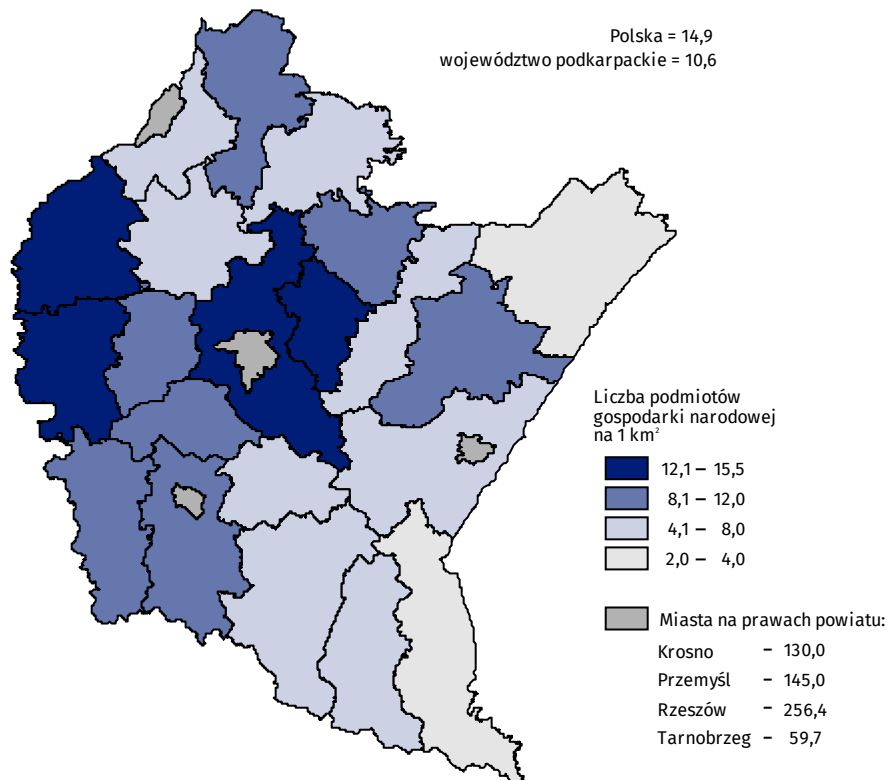 Polska = 14,9
województwo podkarpackie = 10,6
Liczba podmiotów
gospodarki narodowej
na 1 km²
12,1 – 15,5
8,1 – 12,0
4,1 – 8,0
2,0 – 4,0
Miasta na prawach powiatu:
Krosno – 130,0
Przemyśl – 145,0
Rzeszów – 256,4
Tarnobrzeg – 59,7